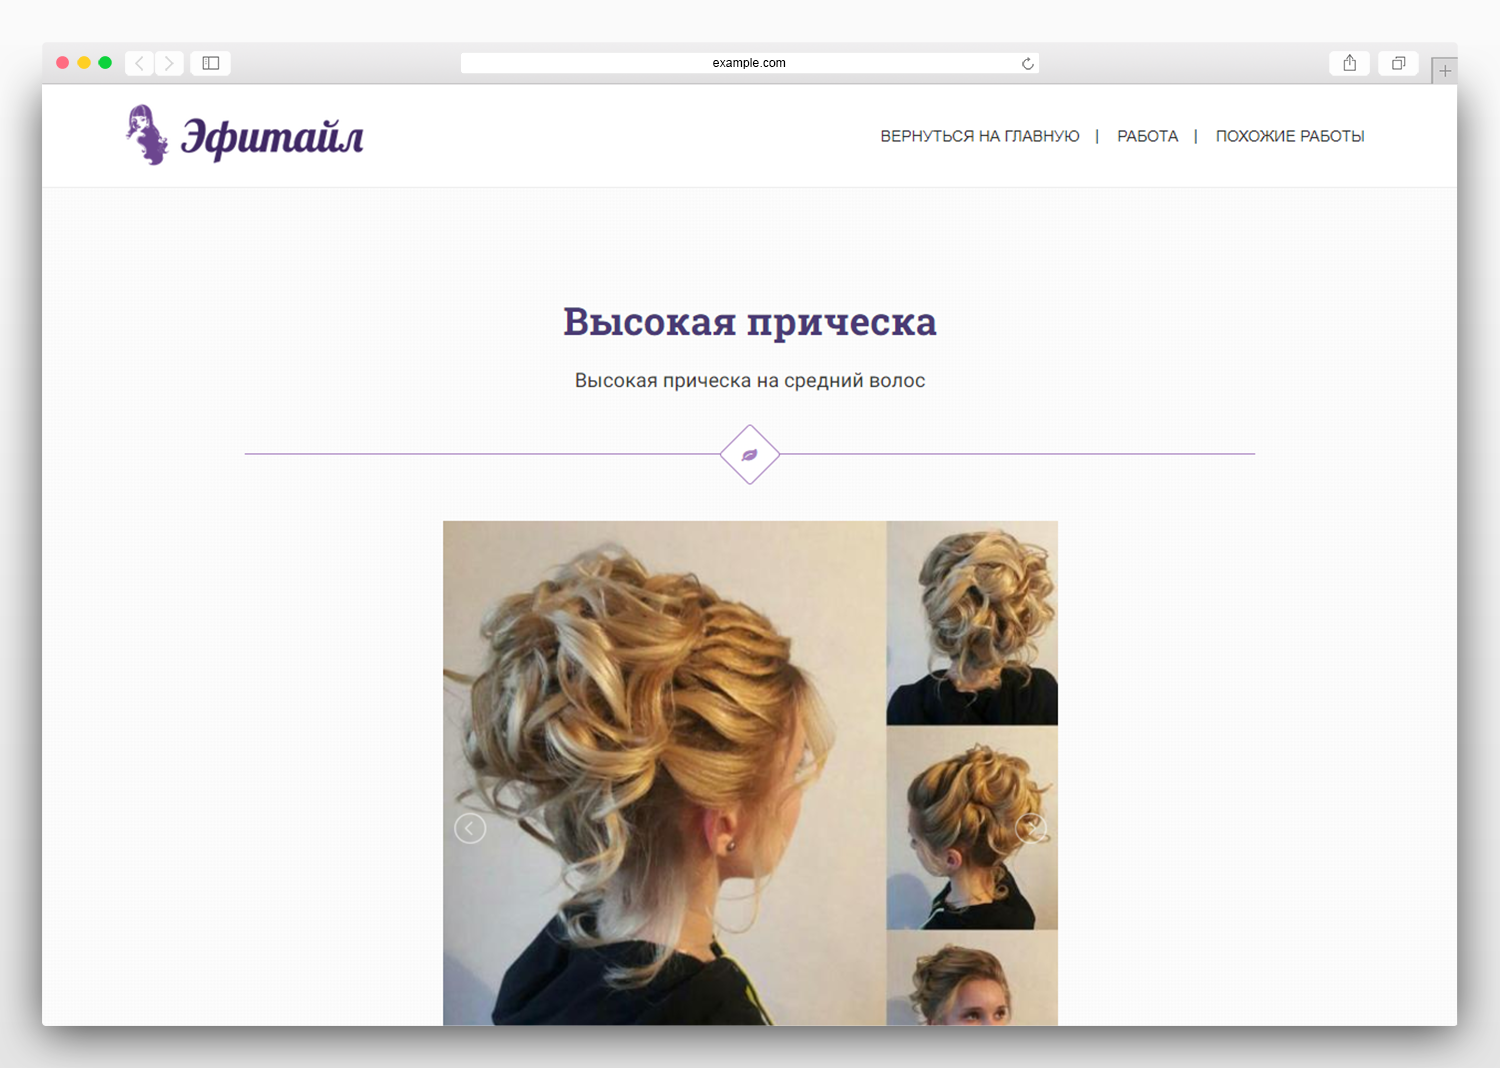 example.com
Эфитайл
ВЕРНУТЬСЯ НА ГЛАВНУЮ | РАБОТА | ПОХОЖИЕ РАБОТЫ
Высокая прическа
Высокая прическа на средний волос